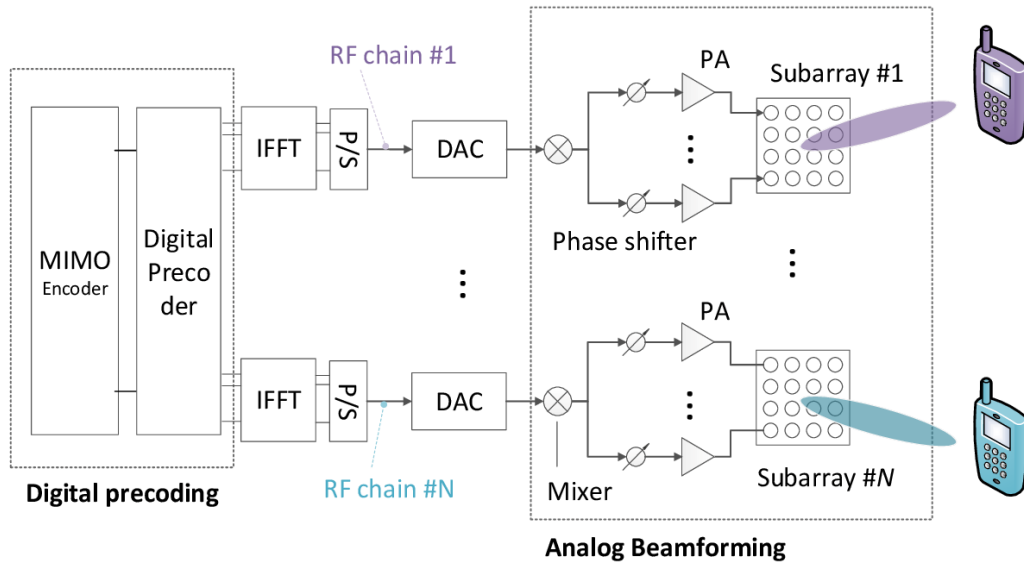 RF chain #1
PA
Subarray #1
IFFT
P/S
DAC
MIMO
Encoder
Digital
Preco
der
Phase shifter
PA
IFFT
P/S
DAC
RF chain #N
Mixer
Subarray #N
Digital precoding
Analog Beamforming